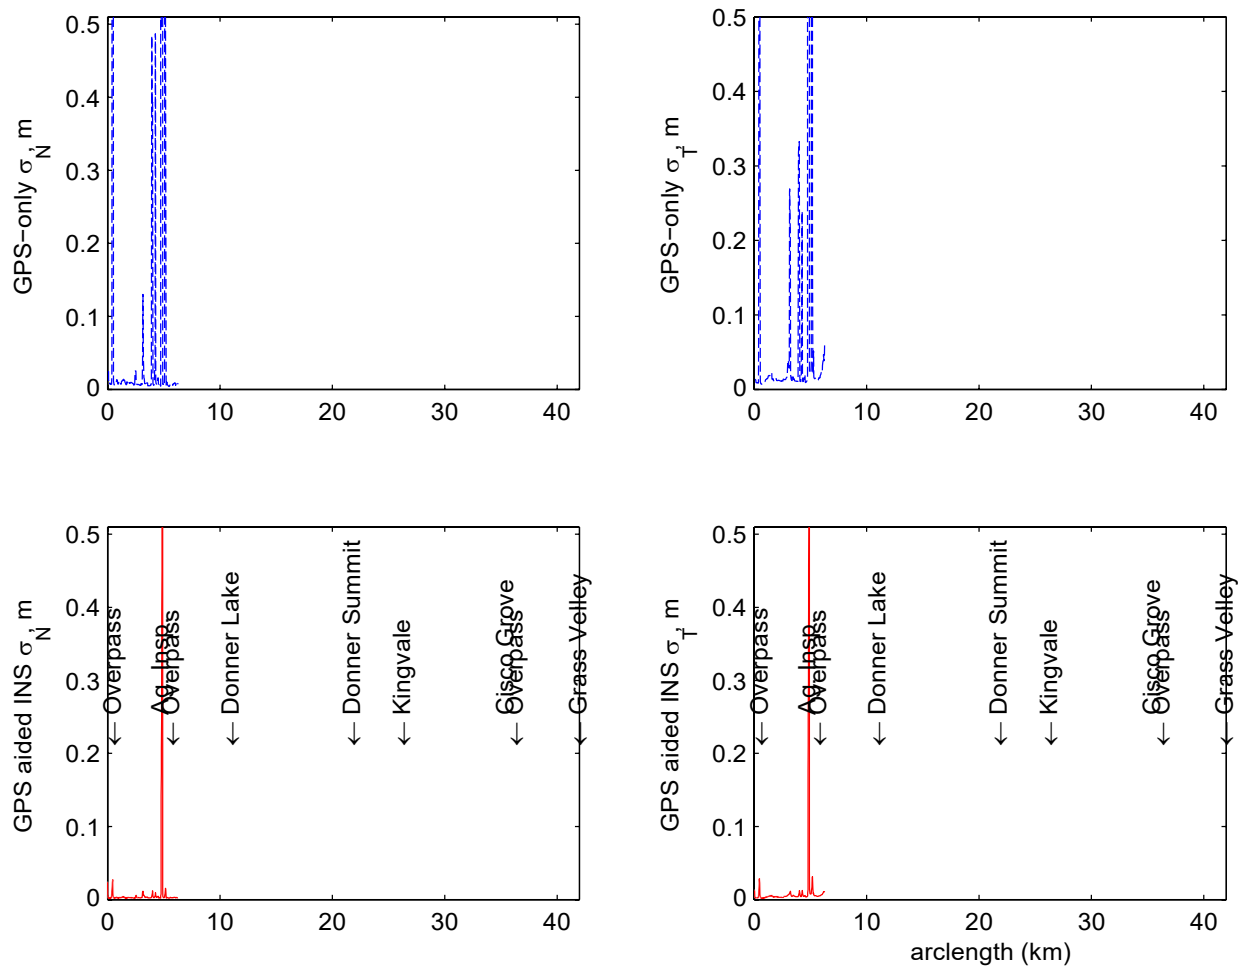 0.5
0.4
0.3
0.2
0.1
0
GPS−only σN, m
0 10 20 30 40
0.5
0.4
0.3
0.2
0.1
0
GPS−only σT, m
0 10 20 30 40
0.5
0.4
0.3
0.2
0.1
0
GPS aided INS σN, m
← Overpass
Ag. Insp.
← Overpass
← Donner Lake
← Donner Summit
← Kingvale
Cisco Grove
← Overpass
← Grass Velley
0 10 20 30 40
0.5
0.4
0.3
0.2
0.1
0
GPS aided INS σT, m
← Overpass
Ag. Insp.
← Overpass
← Donner Lake
← Donner Summit
← Kingvale
Cisco Grove
← Overpass
← Grass Velley
0 10 20 30 40
arclength (km)